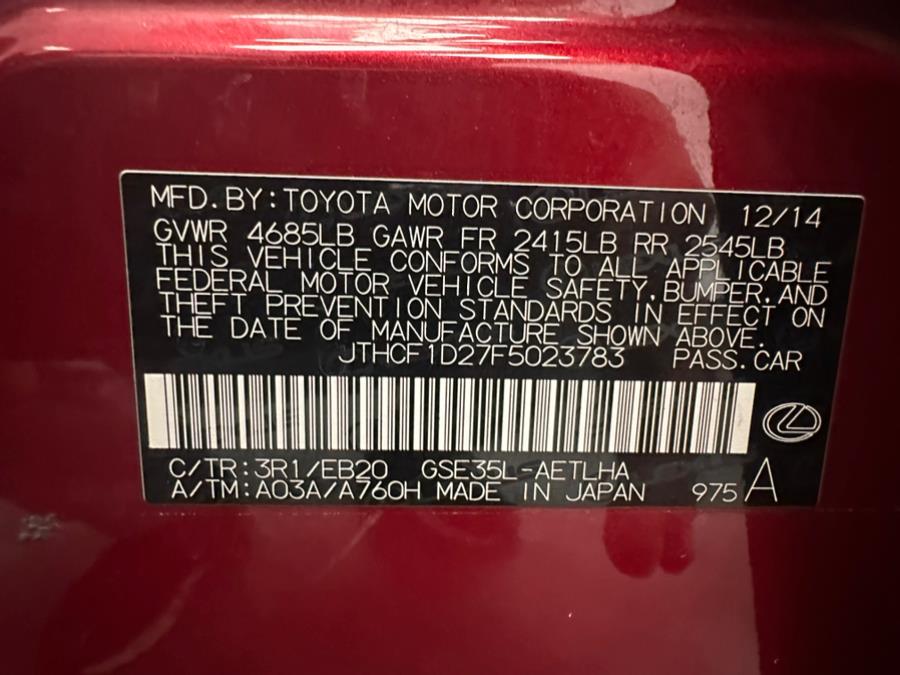 MFD.BY:TOYOTA MOTOR CORPORATION 12/14
GVWR 4685LB GAWR FR 2415LB RR 2545LB
THIS VEHICLE CONFORMS TO ALL APPLICABLE
FEDERAL MOTOR VEHICLE SAFETY,BUMPER,AND
THEFT PREVENTION STANDARDS IN EFFECT ON
THE DATE OF MANUFACTURE SHOWN ABOVE.
JTHCF1D27F5023783 PASS.CAR
C/TR:3R1/EB20 GSE35L-AETLHA
A/TM:A03A/A760H MADE IN JAPAN 975 A